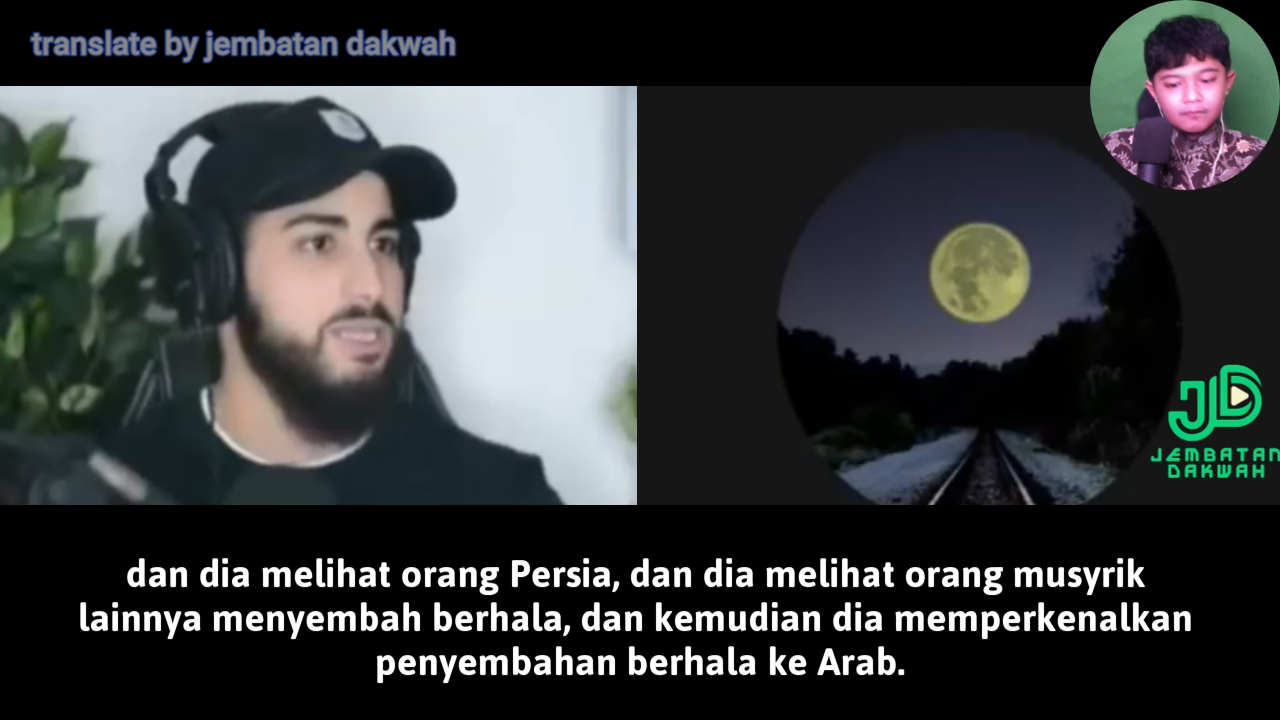 translate by jembatan dakwah
JD
JEMBATAN
DAKWAH
dan dia melihat orang Persia, dan dia melihat orang musyrik
lainnya menyembah berhala, dan kemudian dia memperkenalkan
penyembahan berhala ke Arab.